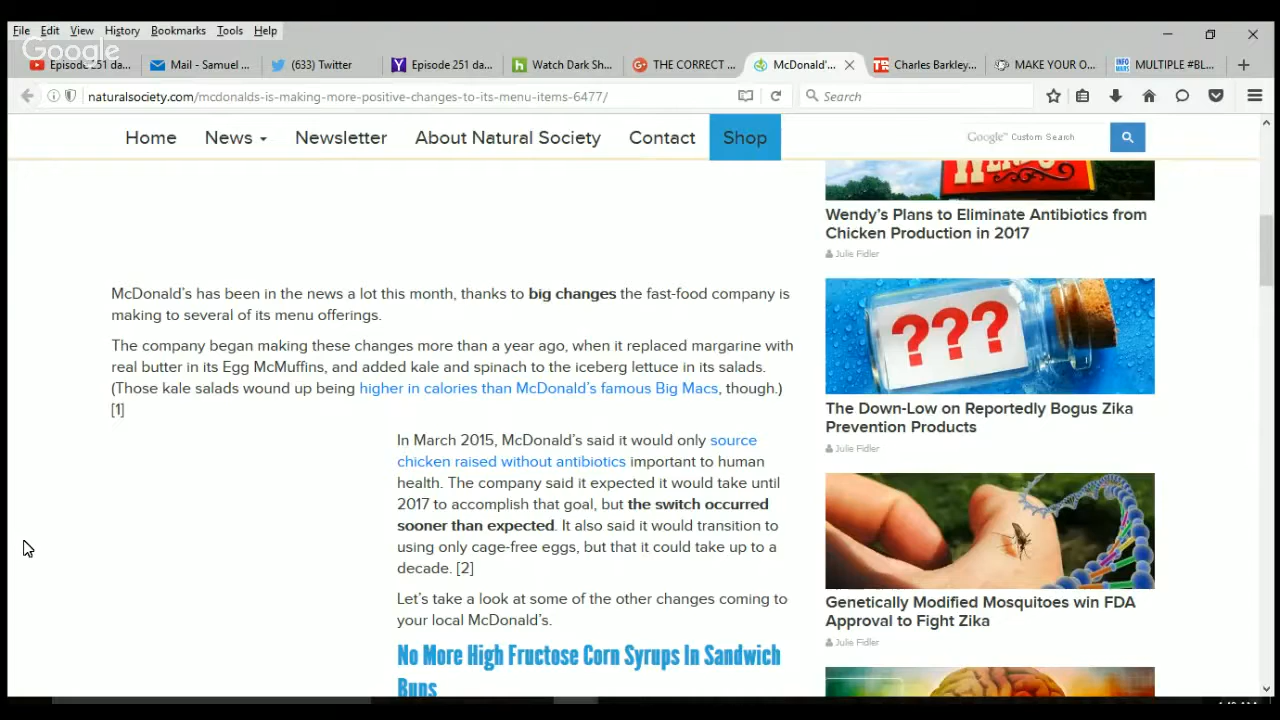 File Edit View History Bookmarks Tools Help
Google
Episode 251 da...
Mail - Samuel ...
(633) Twitter
Episode 251 da...
Watch Dark Sh...
THE CORRECT ...
McDonald'...
Charles Barkley...
MAKE YOUR O...
INFO WARS
MULTIPLE #BL...
naturalsociety.com/mcdonalds-is-making-more-positive-changes-to-its-menu-items-6477/
Search
Home News Newsletter About Natural Society Contact Shop
Google™ Custom Search
Wendy's Plans to Eliminate Antibiotics from
Chicken Production in 2017
Julie Fidler
McDonald's has been in the news a lot this month, thanks to big changes the fast-food company is
making to several of its menu offerings.
The company began making these changes more than a year ago, when it replaced margarine with
real butter in its Egg McMuffins, and added kale and spinach to the iceberg lettuce in its salads.
(Those kale salads wound up being higher in calories than McDonald's famous Big Macs, though.)
[1]
In March 2015, McDonald's said it would only source
chicken raised without antibiotics important to human
health. The company said it expected it would take until
2017 to accomplish that goal, but the switch occurred
sooner than expected. It also said it would transition to
using only cage-free eggs, but that it could take up to a
decade. [2]
Let's take a look at some of the other changes coming to
your local McDonald's.
No More High Fructose Corn Syrups In Sandwich
Buns
???
The Down-Low on Reportedly Bogus Zika
Prevention Products
Julie Fidler
Genetically Modified Mosquitoes win FDA
Approval to Fight Zika
Julie Fidler